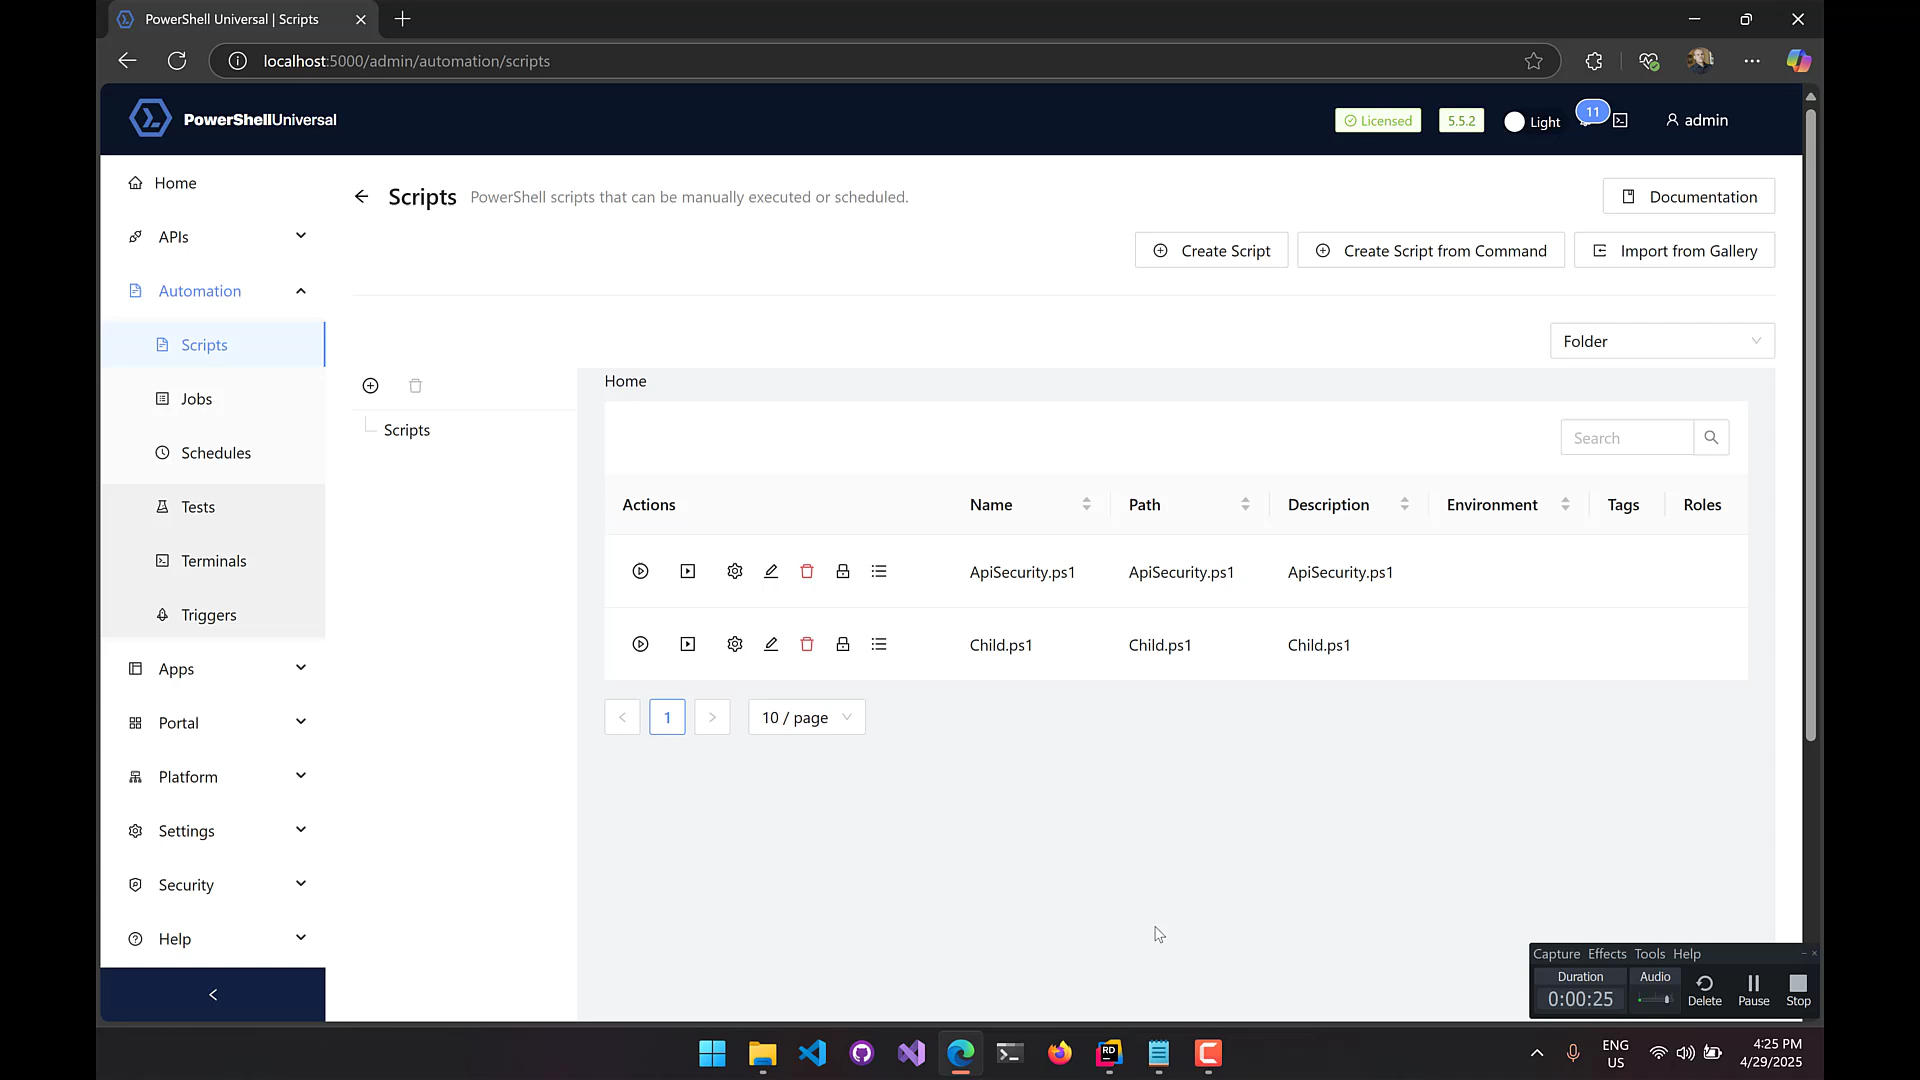 PowerShell Universal | Scripts
localhost:5000/admin/automation/scripts
PowerShellUniversal
Licensed
5.5.2
Light
11
admin
Home
APIs
Automation
Scripts
Jobs
Schedules
Tests
Terminals
Triggers
Apps
Portal
Platform
Settings
Security
Help
Scripts PowerShell scripts that can be manually executed or scheduled.
Documentation
Create Script
Create Script from Command
Import from Gallery
Folder
Scripts
Home
Search
Actions Name Path Description Environment Tags Roles
ApiSecurity.ps1 ApiSecurity.ps1 ApiSecurity.ps1
Child.ps1 Child.ps1 Child.ps1
1
10 / page
Capture Effects Tools Help
Duration Audio
0:00:25
Delete Pause Stop
RD
ENG
US
4:25 PM
4/29/2025